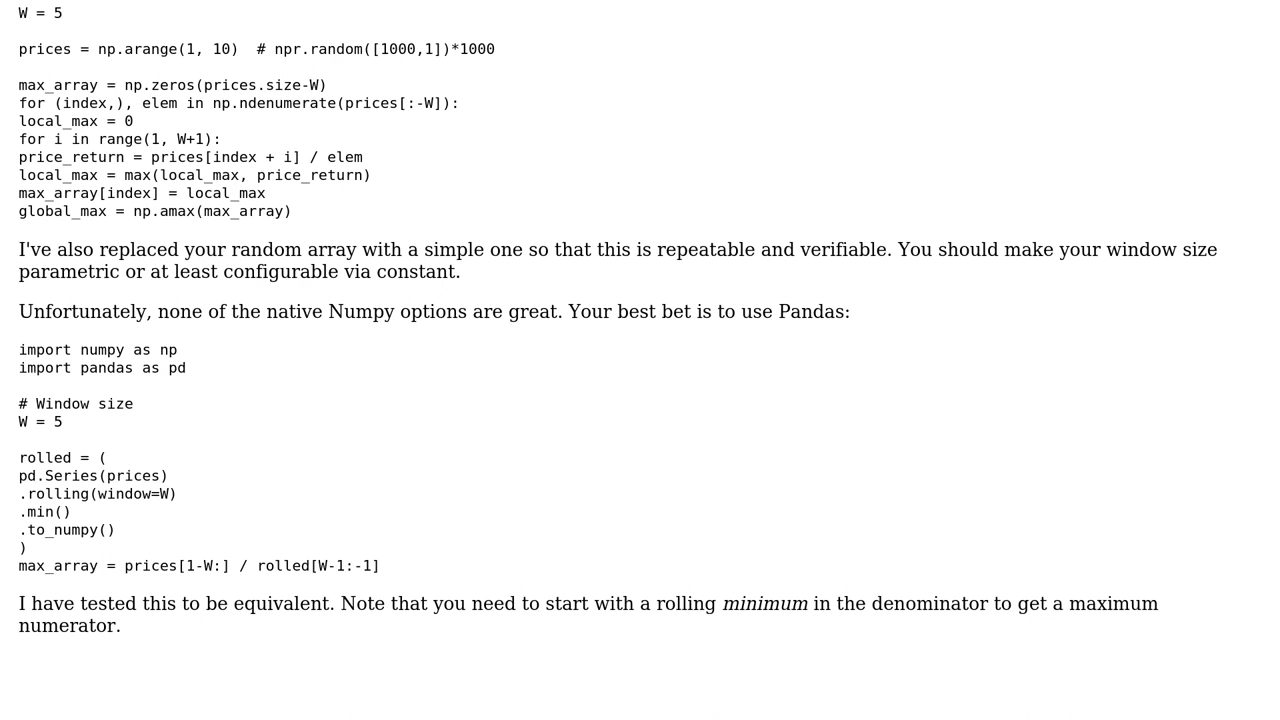 W = 5
prices = np.arange(1, 10)  # npr.random([1000,1])*1000
max_array = np.zeros(prices.size-W)
for (index,), elem in np.ndenumerate(prices[:-W]):
local_max = 0
for i in range(1, W+1):
price_return = prices[index + i] / elem
local_max = max(local_max, price_return)
max_array[index] = local_max
global_max = np.amax(max_array)
I've also replaced your random array with a simple one so that this is repeatable and verifiable. You should make your window size
parametric or at least configurable via constant.
Unfortunately, none of the native Numpy options are great. Your best bet is to use Pandas:
import numpy as np
import pandas as pd
# Window size
W = 5
rolled = (
pd.Series(prices)
.rolling(window=W)
.min()
.to_numpy()
)
max_array = prices[1-W:] / rolled[W-1:-1]
I have tested this to be equivalent. Note that you need to start with a rolling minimum in the denominator to get a maximum
numerator.